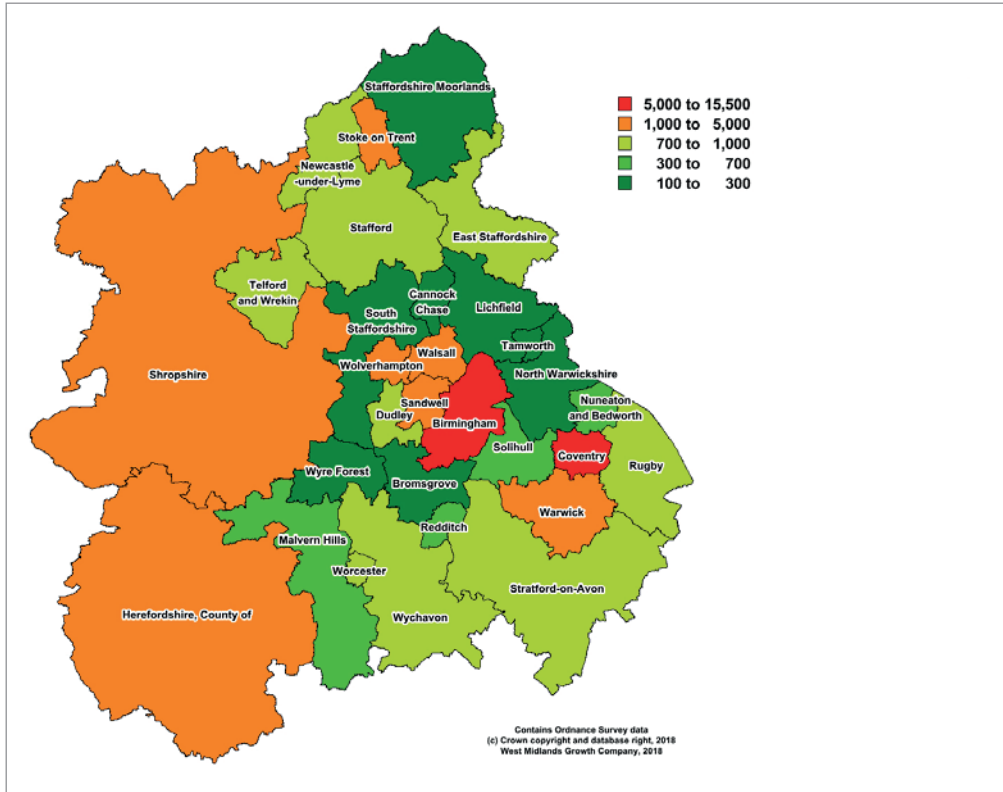 Staffordshire Moorlands
5,000 to 15,500
1,000 to 5,000
700 to 1,000
300 to 700
100 to 300
Stoke on Trent
Newcastle
-under-Lyme
Stafford
East Staffordshire
Telford
and Wrekin
Cannock
Chase
Lichfield
South
Staffordshire
Tamworth
Walsall
Wolverhampton
North Warwickshire
Shropshire
Sandwell
Dudley
Birmingham
Nuneaton
and Bedworth
Solihull
Coventry
Rugby
Wyre Forest
Bromsgrove
Warwick
Redditch
Malvern Hills
Worcester
Stratford-on-Avon
Herefordshire, County of
Wychavon
Contains Ordnance Survey data
(c) Crown copyright and database right, 2018
West Midlands Growth Company, 2018